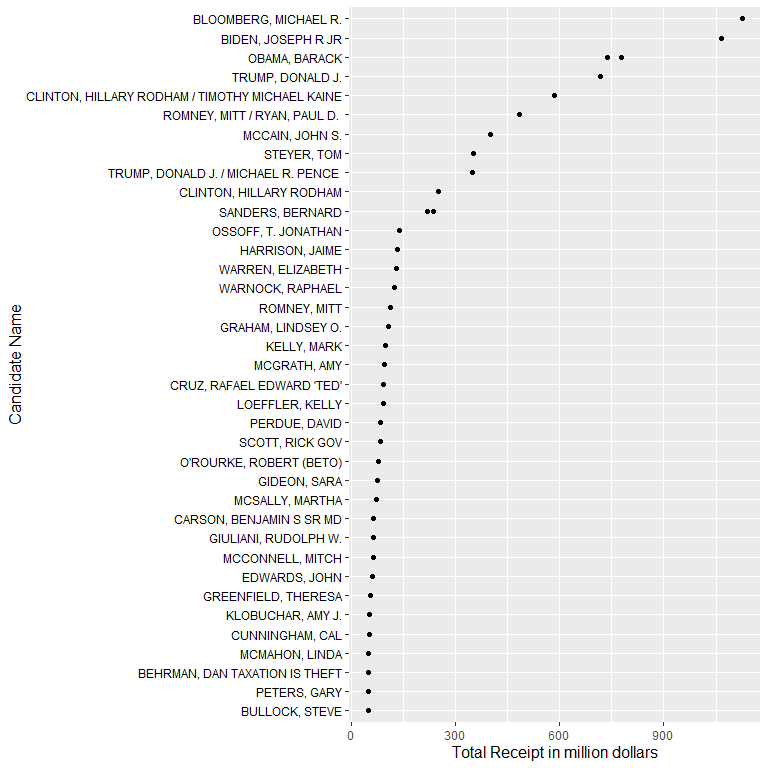 BLOOMBERG, MICHAEL R.
BIDEN, JOSEPH R JR
OBAMA, BARACK
TRUMP, DONALD J.
CLINTON, HILLARY RODHAM / TIMOTHY MICHAEL KAINE
ROMNEY, MITT / RYAN, PAUL D.
MCCAIN, JOHN S.
STEYER, TOM
TRUMP, DONALD J. / MICHAEL R. PENCE
CLINTON, HILLARY RODHAM
SANDERS, BERNARD
OSSOFF, T. JONATHAN
HARRISON, JAIME
WARREN, ELIZABETH
WARNOCK, RAPHAEL
ROMNEY, MITT
GRAHAM, LINDSEY O.
KELLY, MARK
MCGRATH, AMY
CRUZ, RAFAEL EDWARD 'TED'
LOEFFLER, KELLY
PERDUE, DAVID
SCOTT, RICK GOV
O'ROURKE, ROBERT (BETO)
GIDEON, SARA
MCSALLY, MARTHA
CARSON, BENJAMIN S SR MD
GIULIANI, RUDOLPH W.
MCCONNELL, MITCH
EDWARDS, JOHN
GREENFIELD, THERESA
KLOBUCHAR, AMY J.
CUNNINGHAM, CAL
MCMAHON, LINDA
BEHRMAN, DAN TAXATION IS THEFT
PETERS, GARY
BULLOCK, STEVE
Candidate Name
0 300 600 900
Total Receipt in million dollars